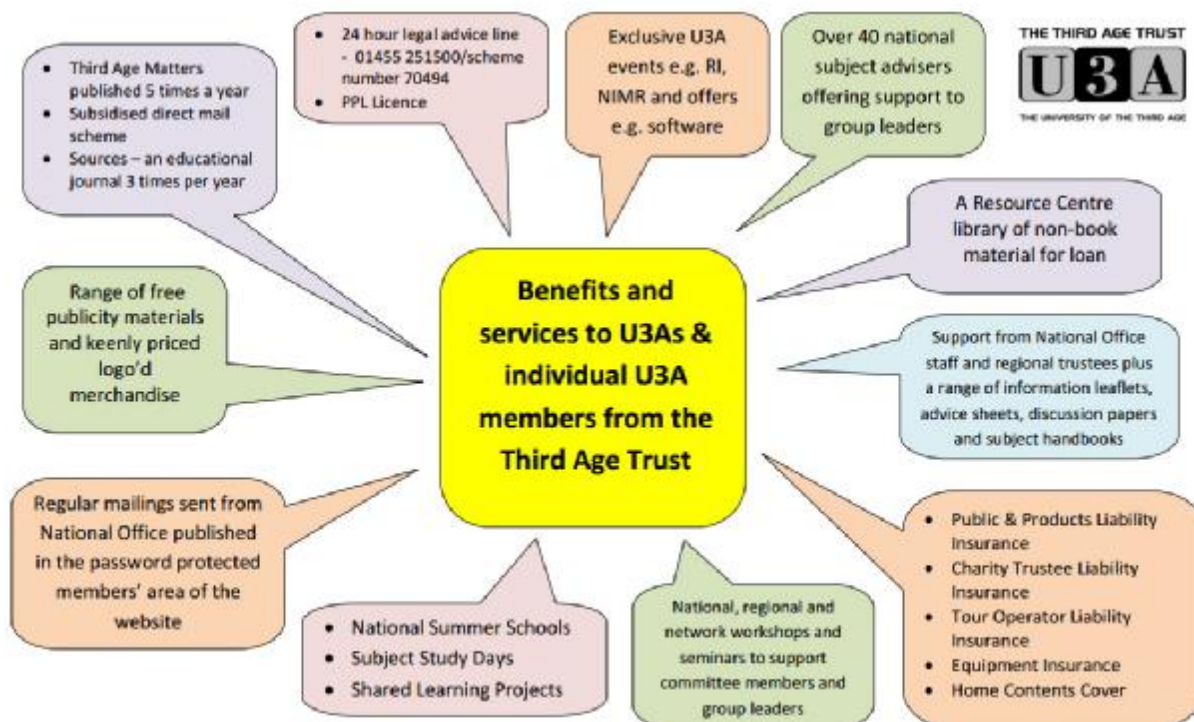 • Third Age Matters
published 5 times a year
• Subsidised direct mail
scheme
• Sources – an educational
journal 3 times per year
• 24 hour legal advice line
- 01455 251500/scheme
number 70494
• PPL Licence
Exclusive U3A
events e.g. RI,
NIMR and offers
e.g. software
Over 40 national
subject advisers
offering support to
group leaders
THE THIRD AGE TRUST
U3A
THE UNIVERSITY OF THE THIRD AGE
A Resource Centre
library of non-book
material for loan
Range of free
publicity materials
and keenly priced
logo'd
merchandise
Benefits and
services to U3As &
individual U3A
members from the
Third Age Trust
Support from National Office
staff and regional trustees plus
a range of information leaflets,
advice sheets, discussion papers
and subject handbooks
Regular mailings sent from
National Office published
in the password protected
members' area of the
website
• National Summer Schools
• Subject Study Days
• Shared Learning Projects
National, regional and
network workshops and
seminars to support
committee members and
group leaders
• Public & Products Liability
Insurance
• Charity Trustee Liability
Insurance
• Tour Operator Liability
Insurance
• Equipment Insurance
• Home Contents Cover